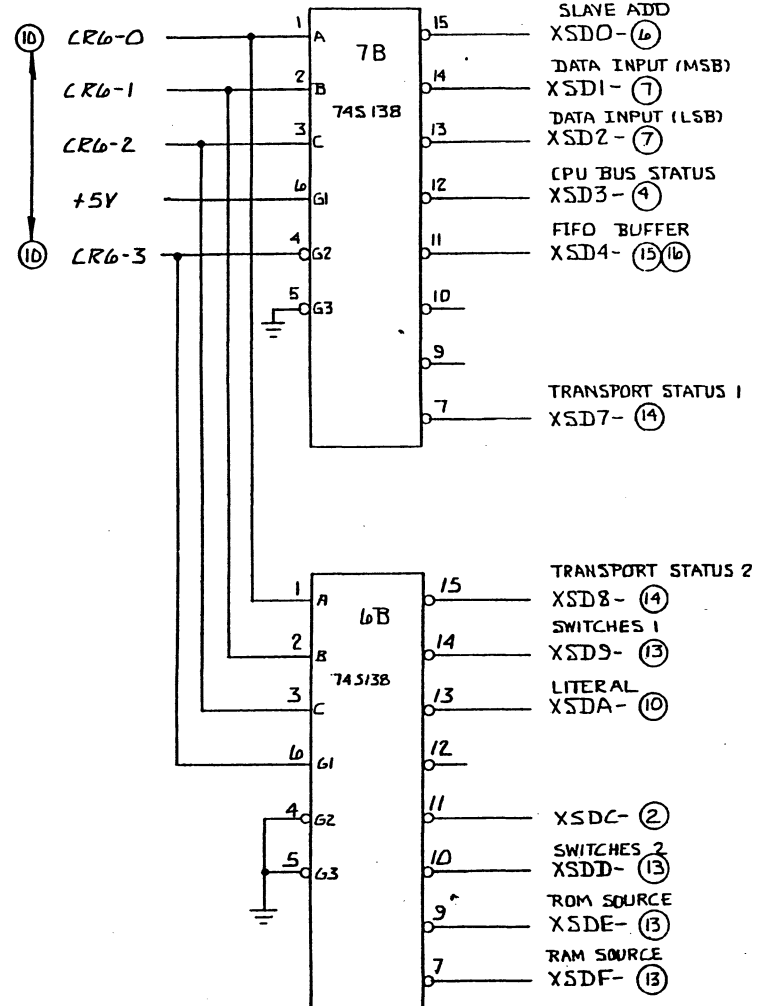 SLAVE ADD
10 CR6-0 1 A 7B 15 XSD0- 6
DATA INPUT (MSB)
CR6-1 2 B 14 XSD1- 7
74S138
DATA INPUT (LSB)
CR6-2 3 C 13 XSD2- 7
CPU BUS STATUS
+5V 6 G1 12 XSD3- 4
FIFO BUFFER
10 CR6-3 4 G2 11 XSD4- 15 16
5 G3 10
9
TRANSPORT STATUS 1
7 XSD7- 14
TRANSPORT STATUS 2
1 A 6B 15 XSD8- 14
SWITCHES 1
2 B 14 XSD9- 13
74S138
LITERAL
3 C 13 XSDA- 10
6 G1 12
4 G2 11 XSDC- 2
SWITCHES 2
5 G3 10 XSDD- 13
ROM SOURCE
9 XSDE- 13
RAM SOURCE
7 XSDF- 13